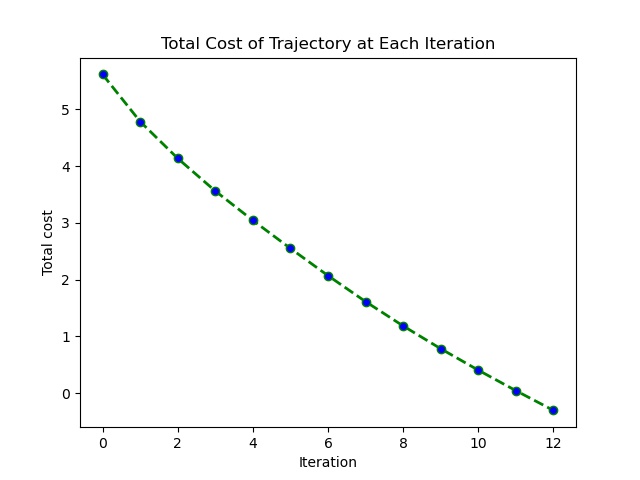 Total Cost of Trajectory at Each Iteration
Total cost
5
4
3
2
1
0
0 2 4 6 8 10 12
Iteration